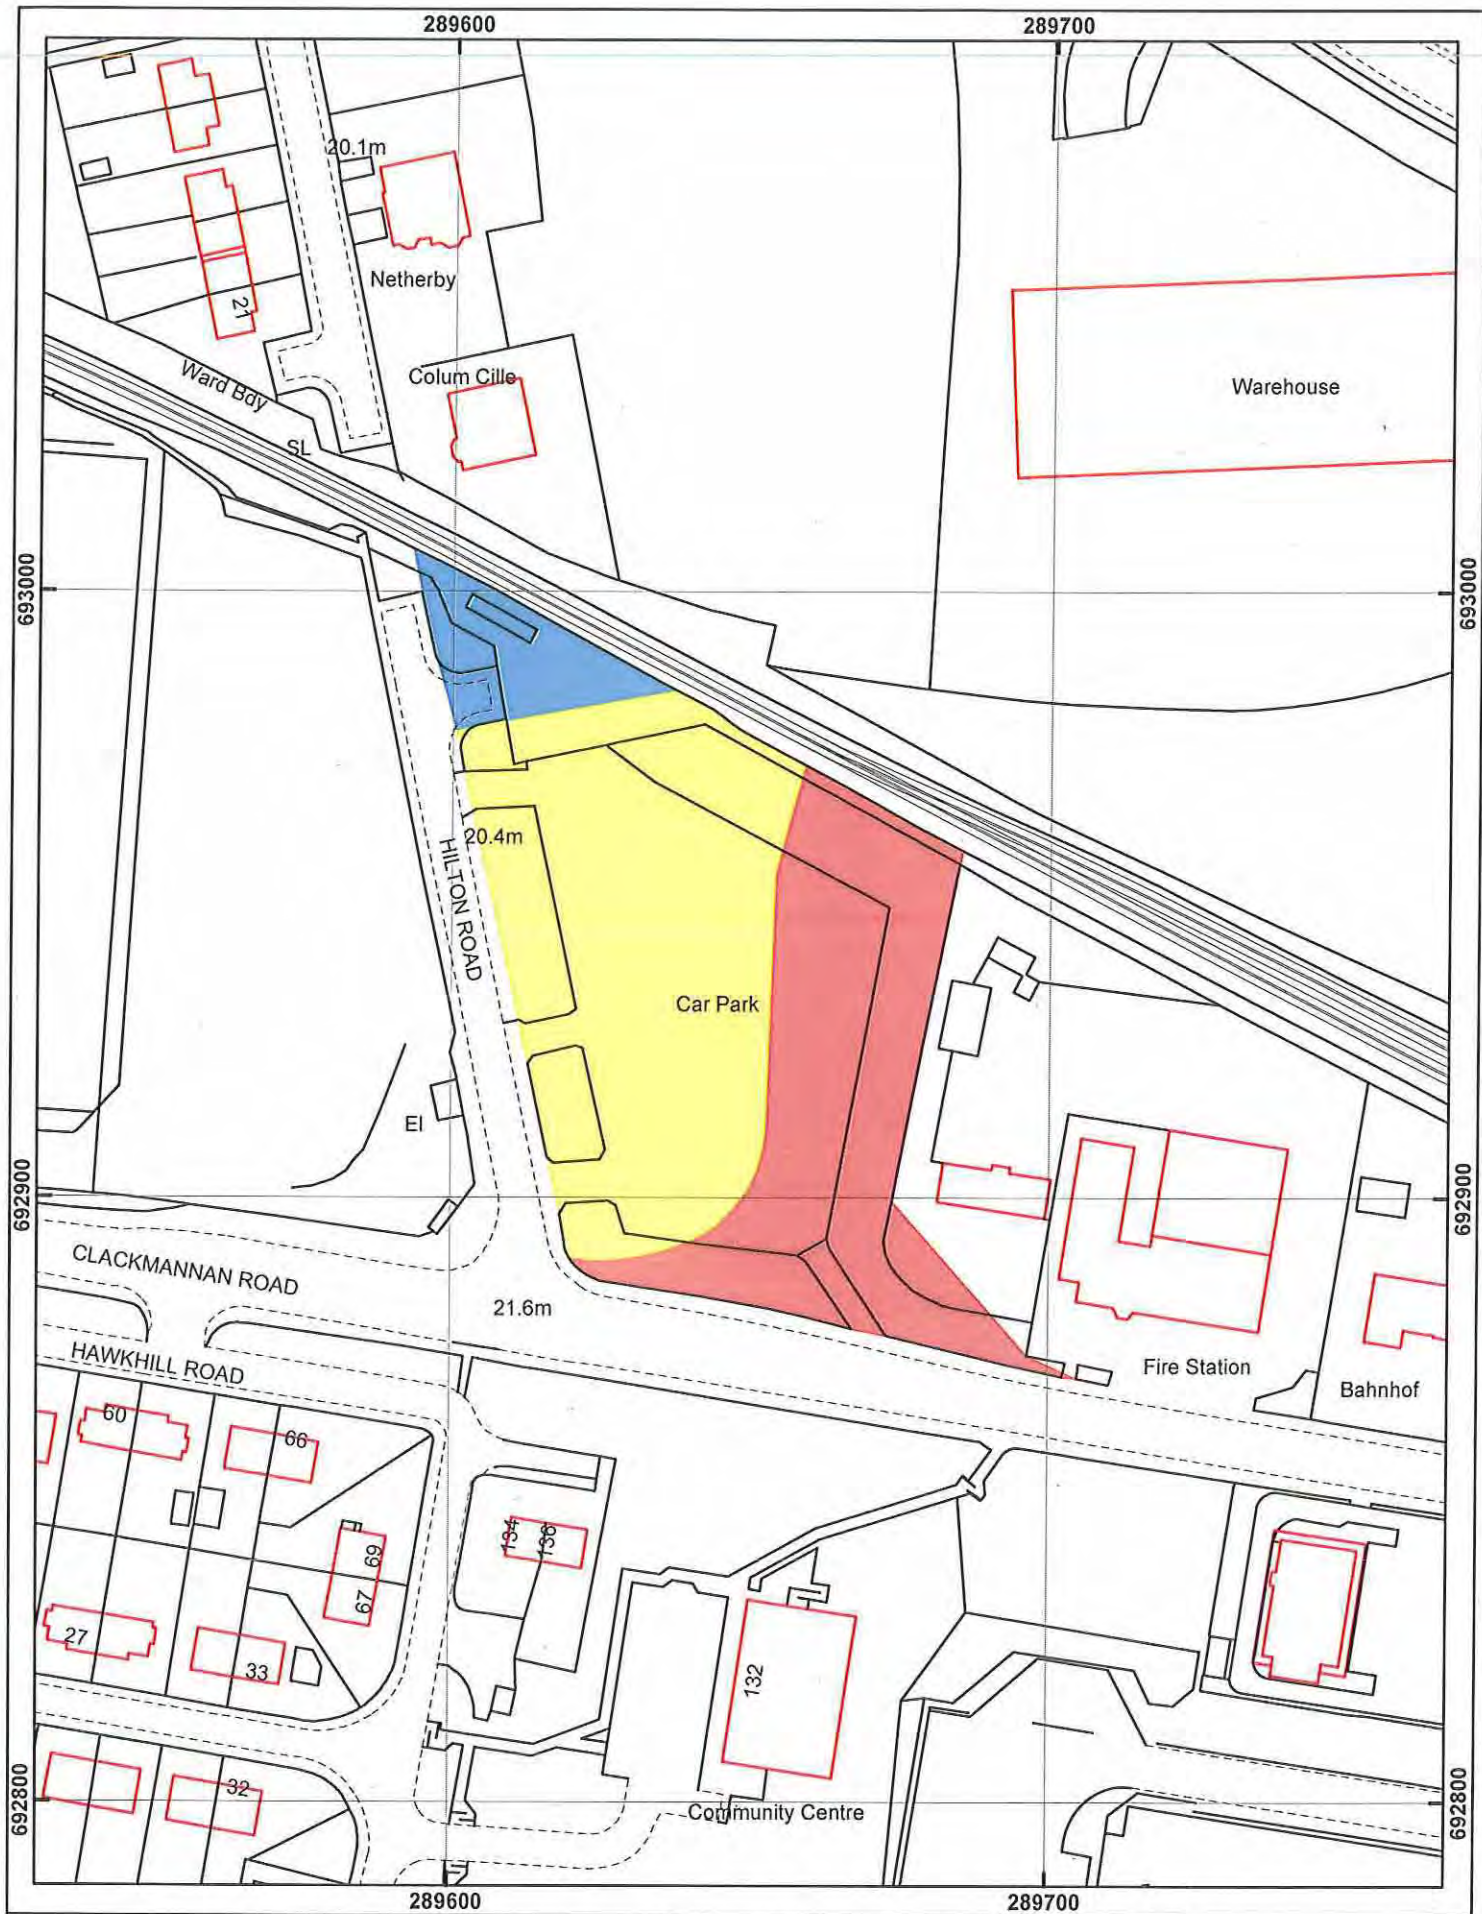 289600
289700
20.1m
Netherby
21
Ward Bdy
Colum Cille
Warehouse
SL
693000
693000
20.4m
HILTON ROAD
Car Park
El
692900
692900
CLACKMANNAN ROAD
21.6m
HAWKHILL ROAD
Fire Station
Bahnhof
60
66
134
136
69
67
27
33
132
32
692800
692800
Community Centre
289600
289700